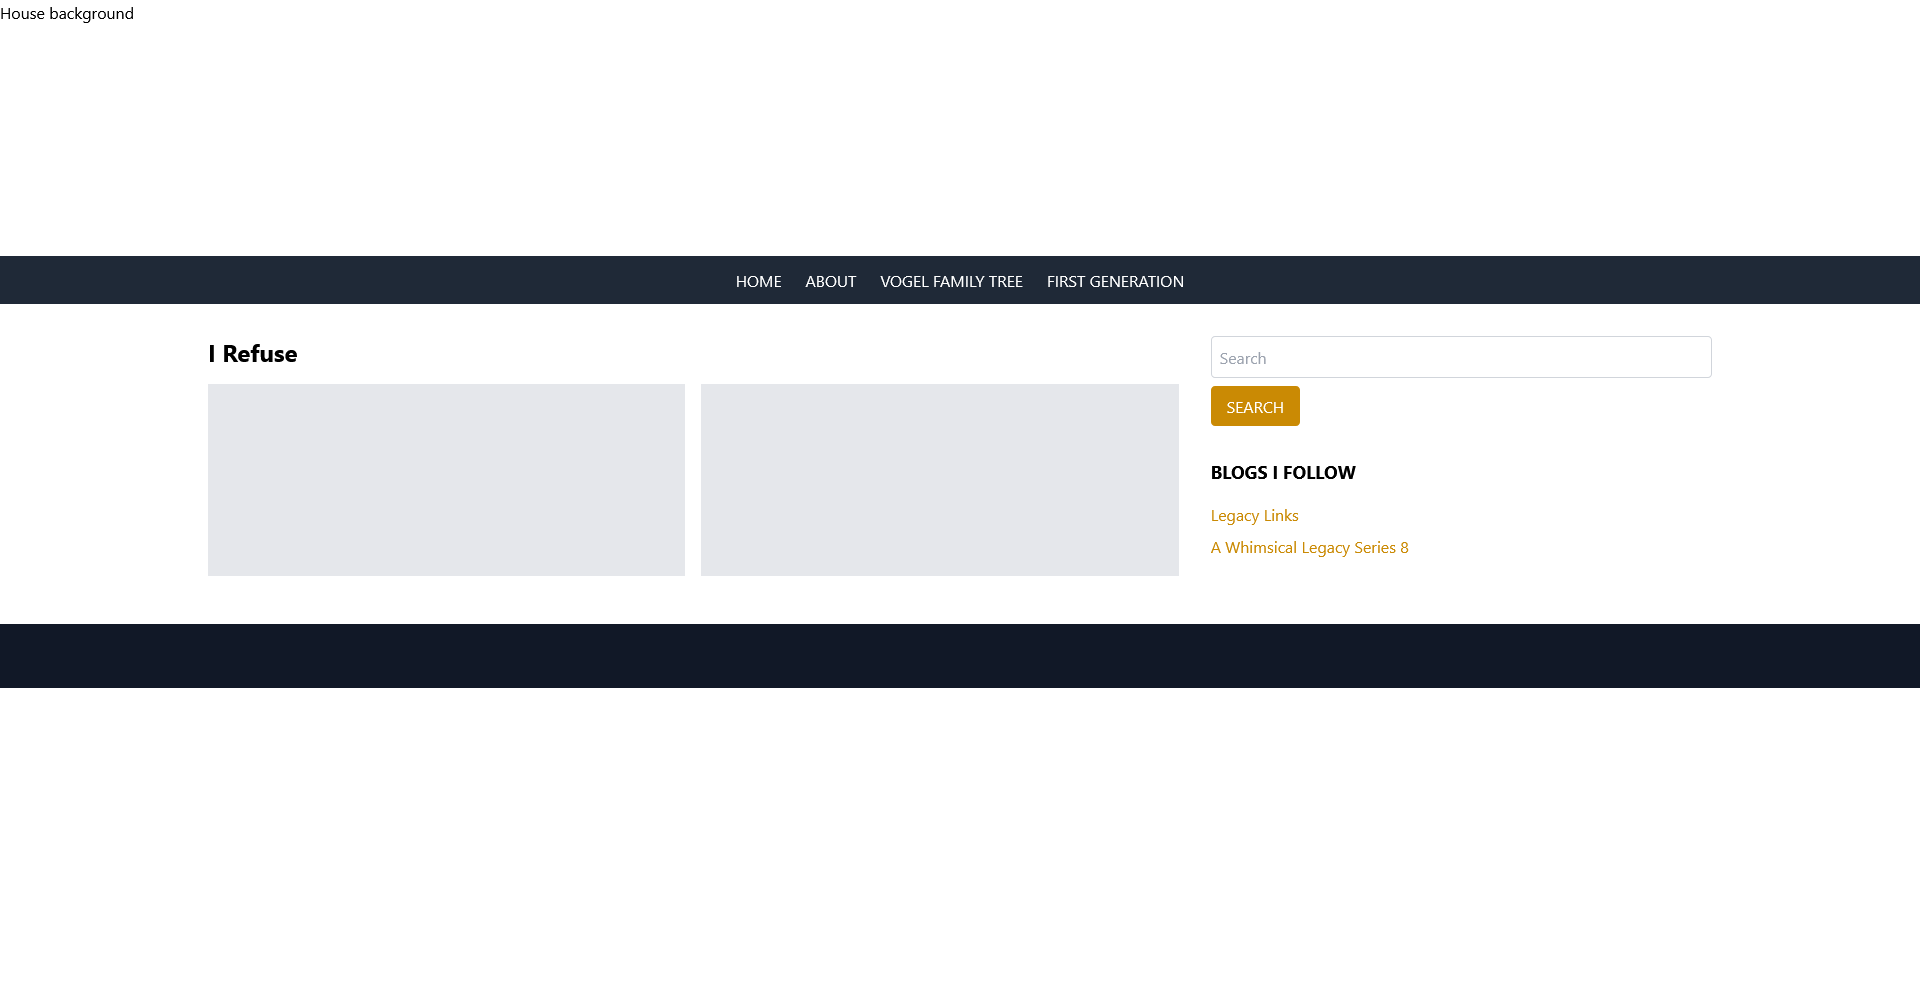 House background
HOME ABOUT VOGEL FAMILY TREE FIRST GENERATION
I Refuse
Search
SEARCH
BLOGS I FOLLOW
Legacy Links
A Whimsical Legacy Series 8